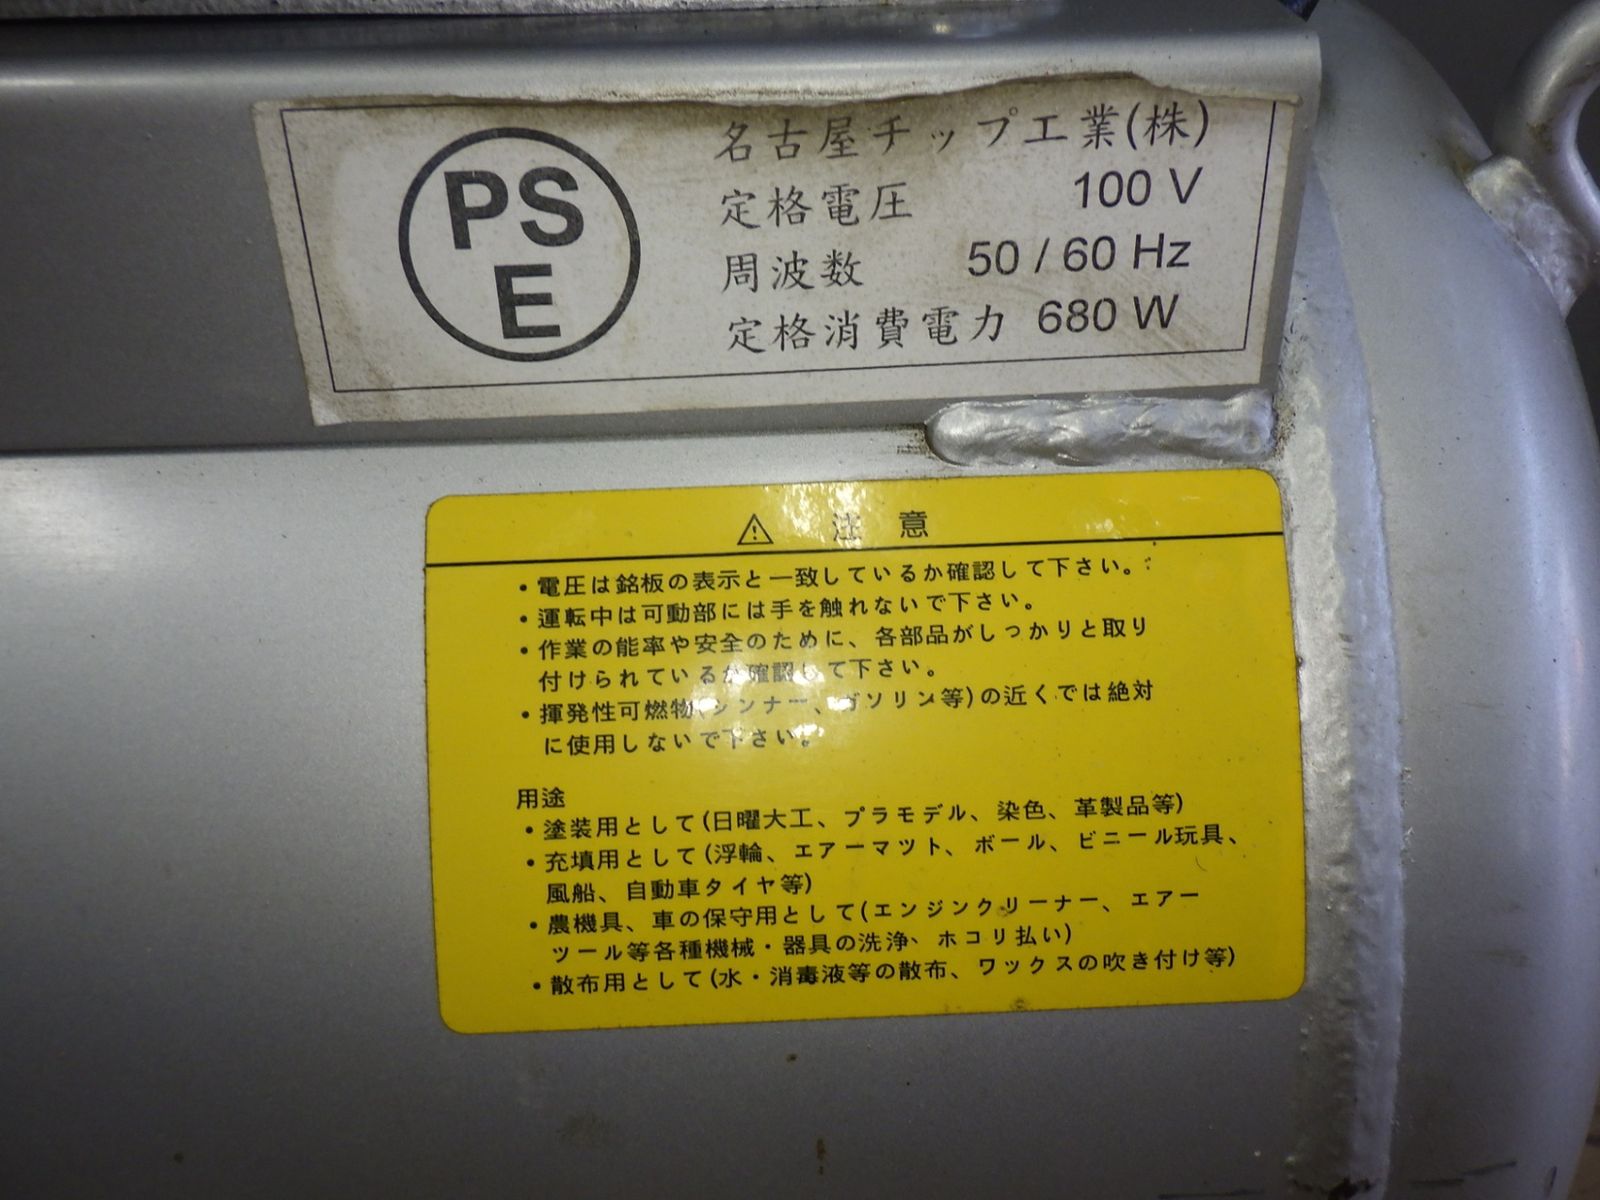 PS
E
名古屋チップ工業(株)
定格電圧 100 V
周波数 50 / 60 Hz
定格消費電力 680 W
⚠ 注 意
・電圧は銘板の表示と一致しているか確認して下さい。
・運転中は可動部には手を触れないで下さい。
・作業の能率や安全のために、各部品がしっかりと取り
付けられているか確認して下さい。
・揮発性可燃物(シンナー、ガソリン等)の近くでは絶対
に使用しないで下さい。
用途
・塗装用として(日曜大工、プラモデル、染色、革製品等)
・充填用として(浮輪、エアーマツト、ボール、ビニール玩具、
風船、自動車タイヤ等)
・農機具、車の保守用として(エンジンクリーナー、エアー
ツール等各種機械・器具の洗浄、ホコリ払い)
・散布用として(水・消毒液等の散布、ワックスの吹き付け等)